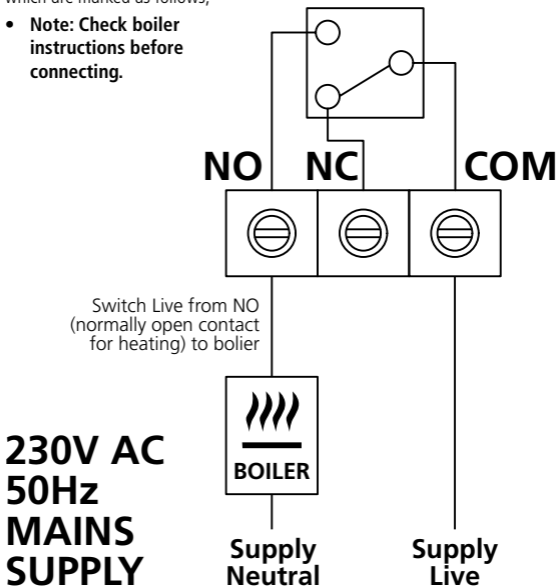 which are marked as follows;
• Note: Check boiler
instructions before
connecting.
NO NC COM
Switch Live from NO
(normally open contact
for heating) to bolier
BOILER
230V AC
50Hz
MAINS
SUPPLY
Supply
Neutral
Supply
Live